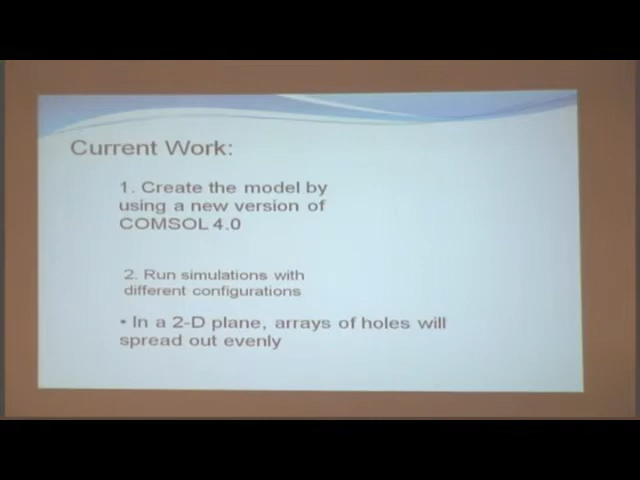 Current Work:
1. Create the model by
using a new version of
COMSOL 4.0
2. Run simulations with
different configurations
• In a 2-D plane, arrays of holes will
spread out evenly